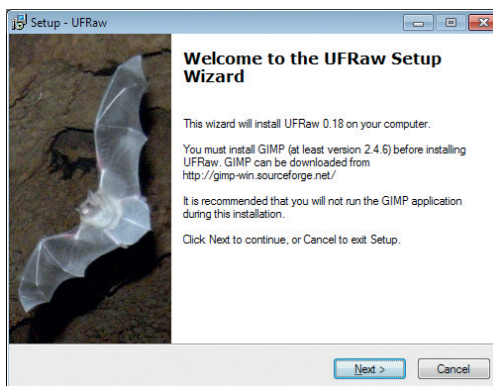 Setup - UFRaw
Welcome to the UFRaw Setup
Wizard
This wizard will install UFRaw 0.18 on your computer.
You must install GIMP (at least version 2.4.6) before installing
UFRaw. GIMP can be downloaded from
http://gimp-win.sourceforge.net/
It is recommended that you will not run the GIMP application
during this installation.
Click Next to continue, or Cancel to exit Setup.
Next >
Cancel